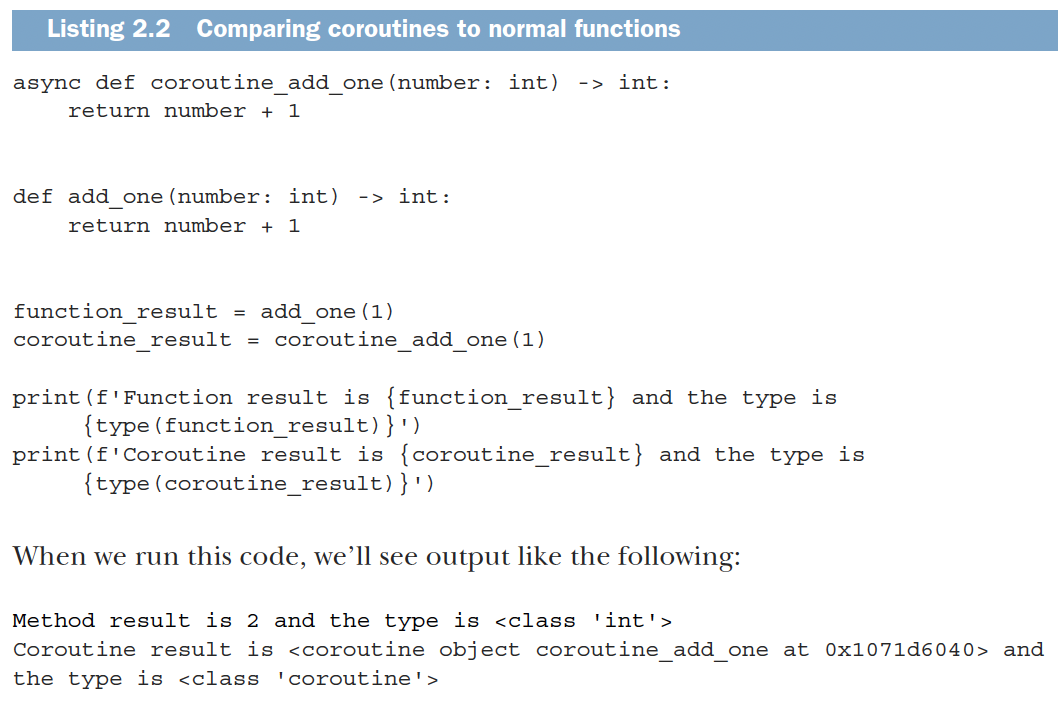 Listing 2.2 Comparing coroutines to normal functions
async def coroutine_add_one(number: int) -> int:
    return number + 1
def add_one(number: int) -> int:
    return number + 1
function_result = add_one(1)
coroutine_result = coroutine_add_one(1)
print(f'Function result is {function_result} and the type is
     {type(function_result)}')
print(f'Coroutine result is {coroutine_result} and the type is
     {type(coroutine_result)}')
When we run this code, we’ll see output like the following:
Method result is 2 and the type is <class 'int'>
Coroutine result is <coroutine object coroutine_add_one at 0x1071d6040> and
the type is <class 'coroutine'>